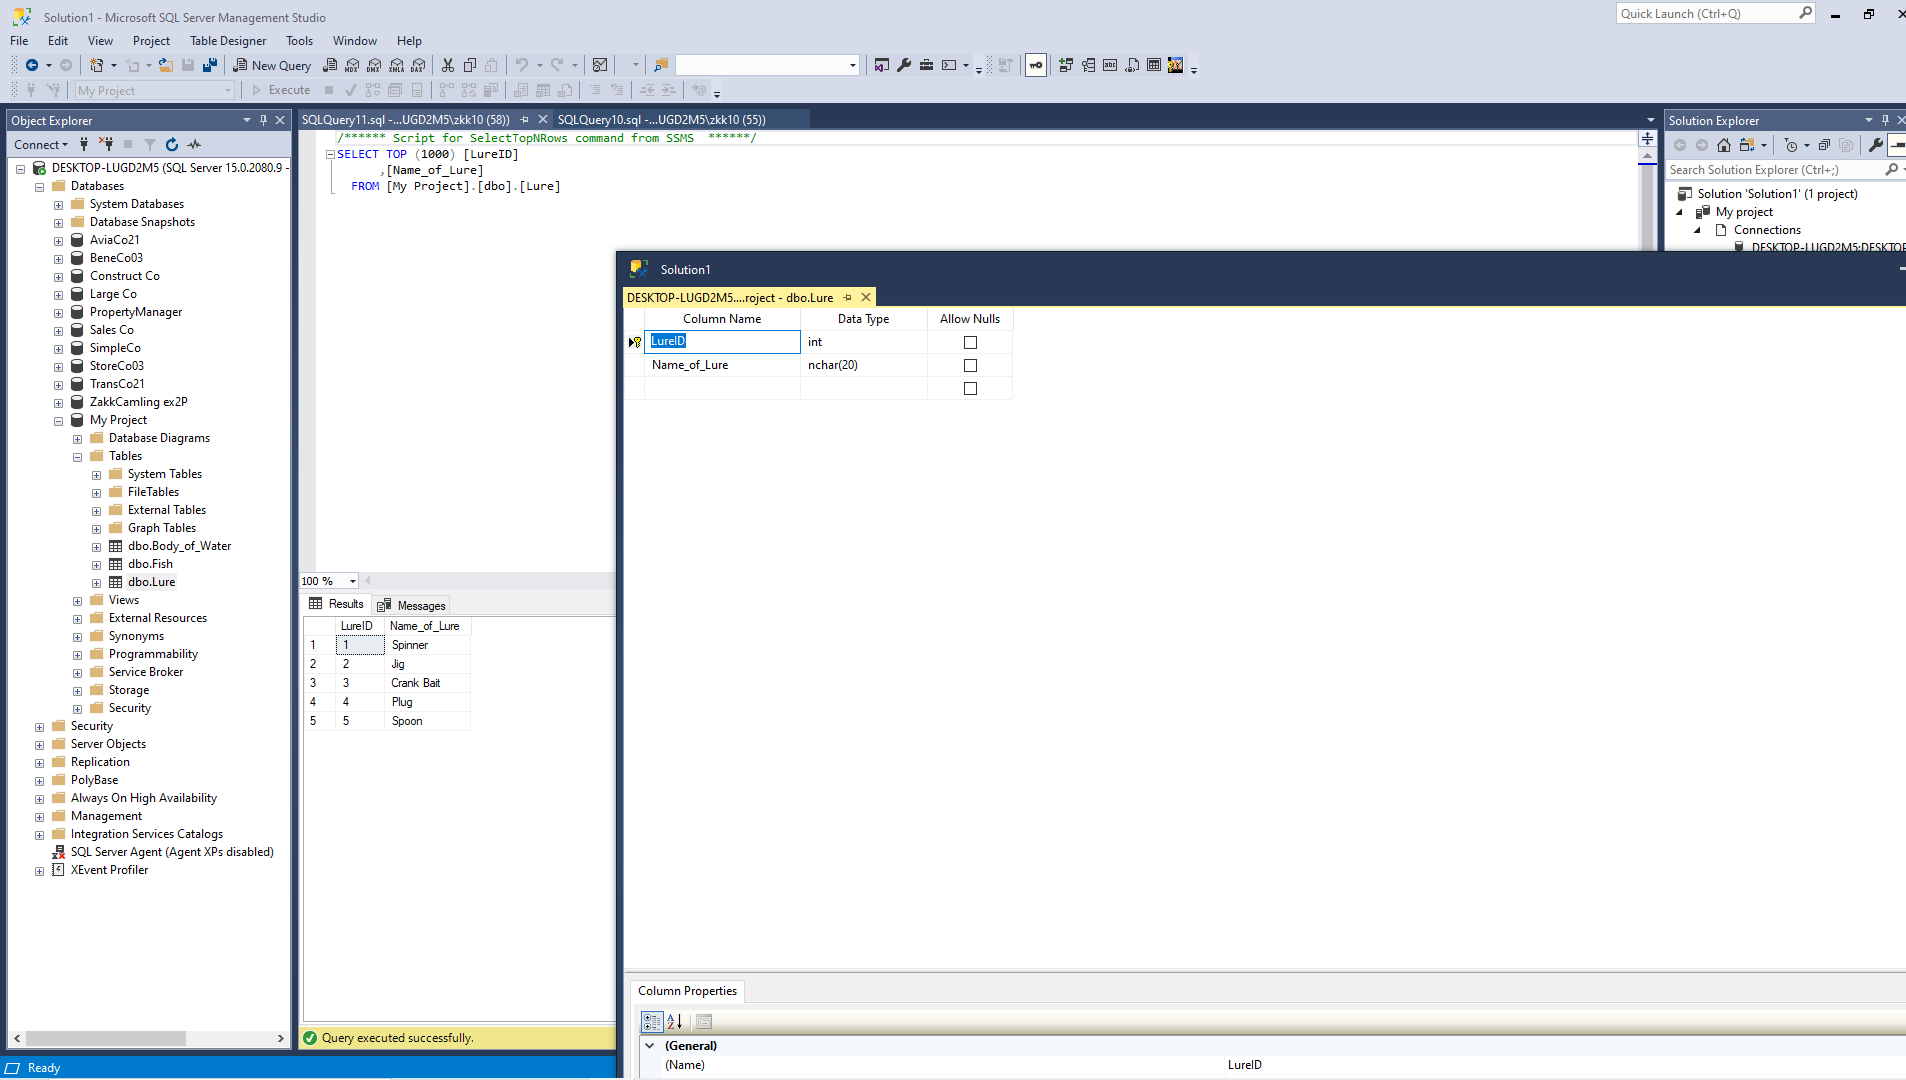 Solution1 - Microsoft SQL Server Management Studio
Quick Launch (Ctrl+Q)
File Edit View Project Table Designer Tools Window Help
New Query MDX DMX XMLA DAX
My Project Execute
Object Explorer
Connect
DESKTOP-LUGD2M5 (SQL Server 15.0.2080.9 -
Databases
System Databases
Database Snapshots
AviaCo21
BeneCo03
Construct Co
Large Co
PropertyManager
Sales Co
SimpleCo
StoreCo03
TransCo21
ZakkCamling ex2P
My Project
Database Diagrams
Tables
System Tables
FileTables
External Tables
Graph Tables
dbo.Body_of_Water
dbo.Fish
dbo.Lure
Views
External Resources
Synonyms
Programmability
Service Broker
Storage
Security
Security
Server Objects
Replication
PolyBase
Always On High Availability
Management
Integration Services Catalogs
SQL Server Agent (Agent XPs disabled)
XEvent Profiler
SQLQuery11.sql -...UGD2M5\zkk10 (58)) SQLQuery10.sql -...UGD2M5\zkk10 (55))
/****** Script for SelectTopNRows command from SSMS ******/
SELECT TOP (1000) [LureID]
,[Name_of_Lure]
FROM [My Project].[dbo].[Lure]
100 %
Results Messages
LureID Name_of_Lure
1 1 Spinner
2 2 Jig
3 3 Crank Bait
4 4 Plug
5 5 Spoon
Query executed successfully.
Solution Explorer
Search Solution Explorer (Ctrl+;)
Solution 'Solution1' (1 project)
My project
Connections
DESKTOP-LUGD2M5:DESKTO
Solution1
DESKTOP-LUGD2M5....roject - dbo.Lure
Column Name Data Type Allow Nulls
LureID int
Name_of_Lure nchar(20)
Column Properties
(General)
(Name) LureID
Ready